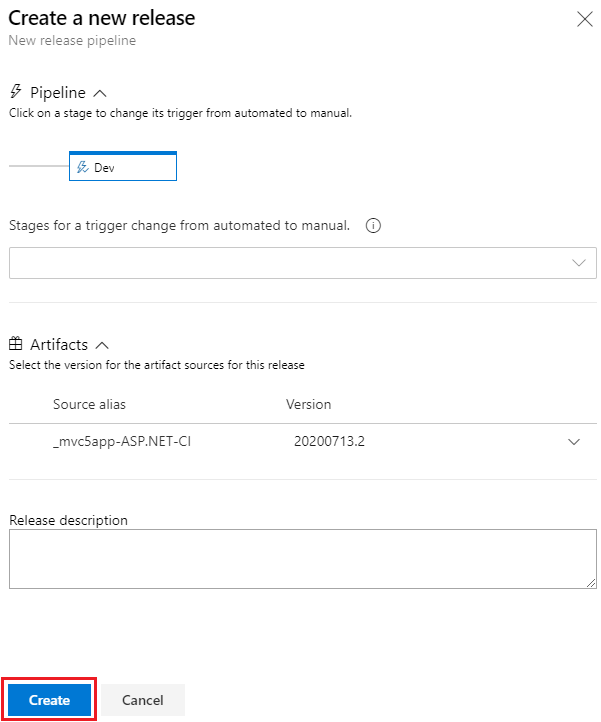 Create a new release
New release pipeline
Pipeline
Click on a stage to change its trigger from automated to manual.
Dev
Stages for a trigger change from automated to manual.
Artifacts
Select the version for the artifact sources for this release
Source alias Version
_mvc5app-ASP.NET-CI 20200713.2
Release description
Create Cancel